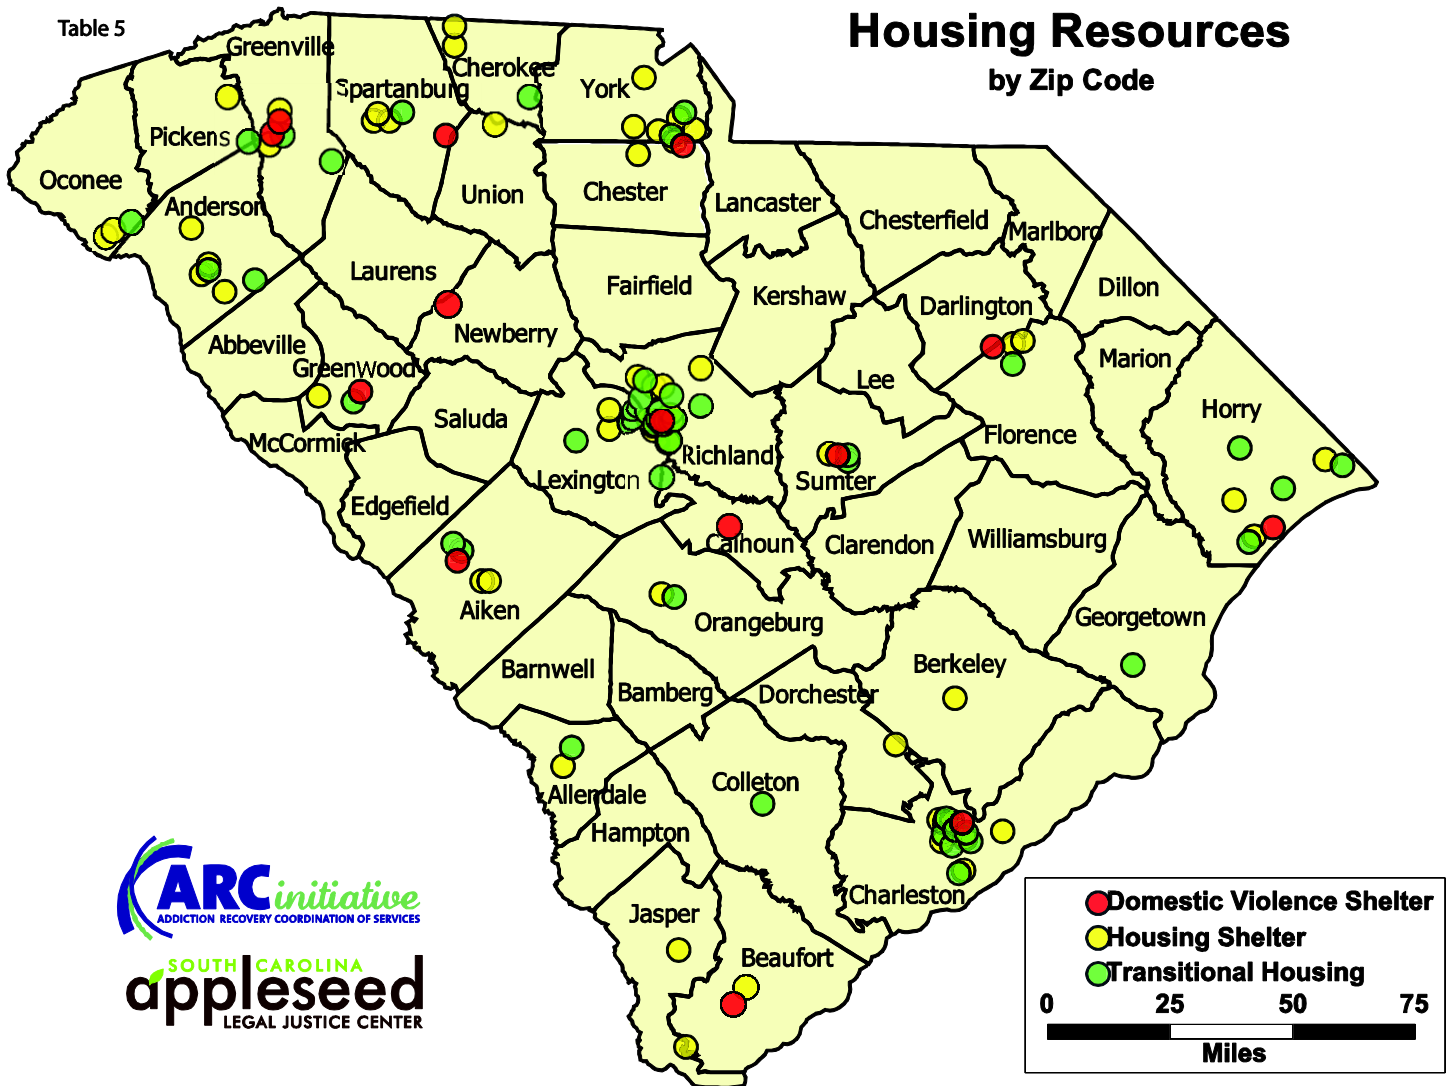 Table 5
Housing Resources
by Zip Code
Greenville
Cherokee
Spartanburg
York
Pickens
Oconee
Union
Chester
Anderson
Lancaster
Chesterfield
Marlboro
Laurens
Fairfield
Kershaw
Darlington
Dillon
Newberry
Abbeville
GreenWood
Marion
Lee
Saluda
Horry
McCormick
Florence
Richland
Lexington
Sumter
Edgefield
Calhoun
Clarendon
Williamsburg
Aiken
Orangeburg
Georgetown
Barnwell
Bamberg
Dorchester
Berkeley
Colleton
Allendale
Hampton
Charleston
Jasper
Beaufort
ARC initiative
ADDICTION RECOVERY COORDINATION OF SERVICES
SOUTH CAROLINA
appleseed
LEGAL JUSTICE CENTER
Domestic Violence Shelter
Housing Shelter
Transitional Housing
0 25 50 75
Miles